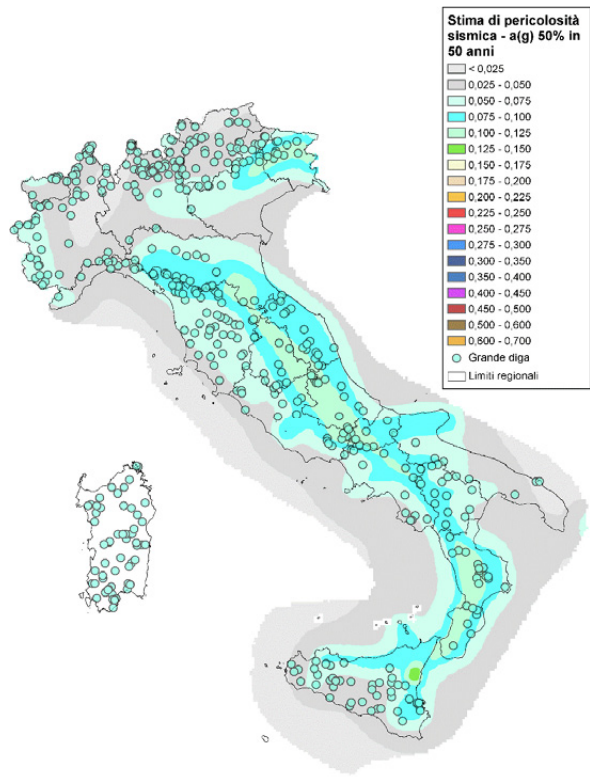 Stima di pericolosità
sismica - a(g) 50% in
50 anni
< 0,025
0,025 - 0,050
0,050 - 0,075
0,075 - 0,100
0,100 - 0,125
0,125 - 0,150
0,150 - 0,175
0,175 - 0,200
0,200 - 0,225
0,225 - 0,250
0,250 - 0,275
0,275 - 0,300
0,300 - 0,350
0,350 - 0,400
0,400 - 0,450
0,450 - 0,500
0,500 - 0,600
0,600 - 0,700
Grande diga
Limiti regionali